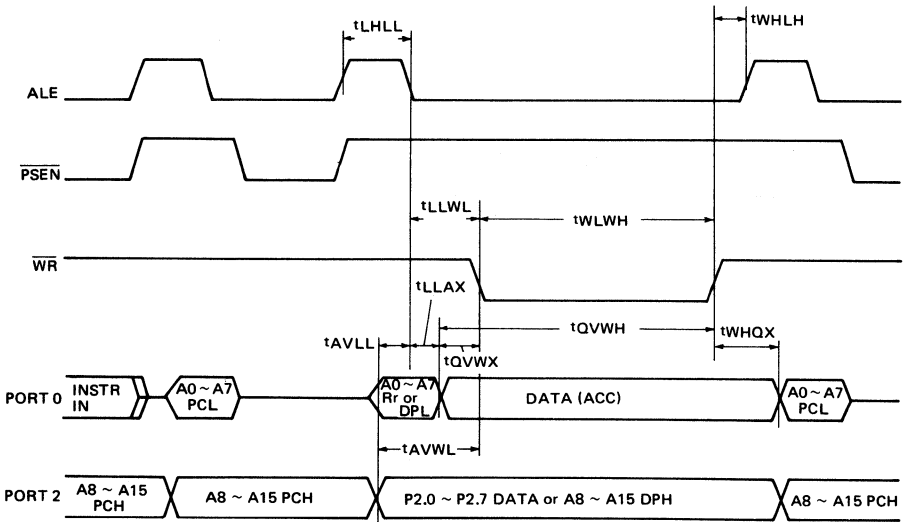 tLHLL
tWHLH
ALE
PSEN
tLLWL
tWLWH
WR
tLLAX
tQVWH
tAVLL
tQVWX
tWHQX
PORT 0
INSTR
IN
A0 ~ A7
PCL
A0 ~ A7
Rr or
DPL
DATA (ACC)
A0 ~ A7
PCL
tAVWL
PORT 2
A8 ~ A15
PCH
A8 ~ A15 PCH
P2.0 ~ P2.7 DATA or A8 ~ A15 DPH
A8 ~ A15 PCH